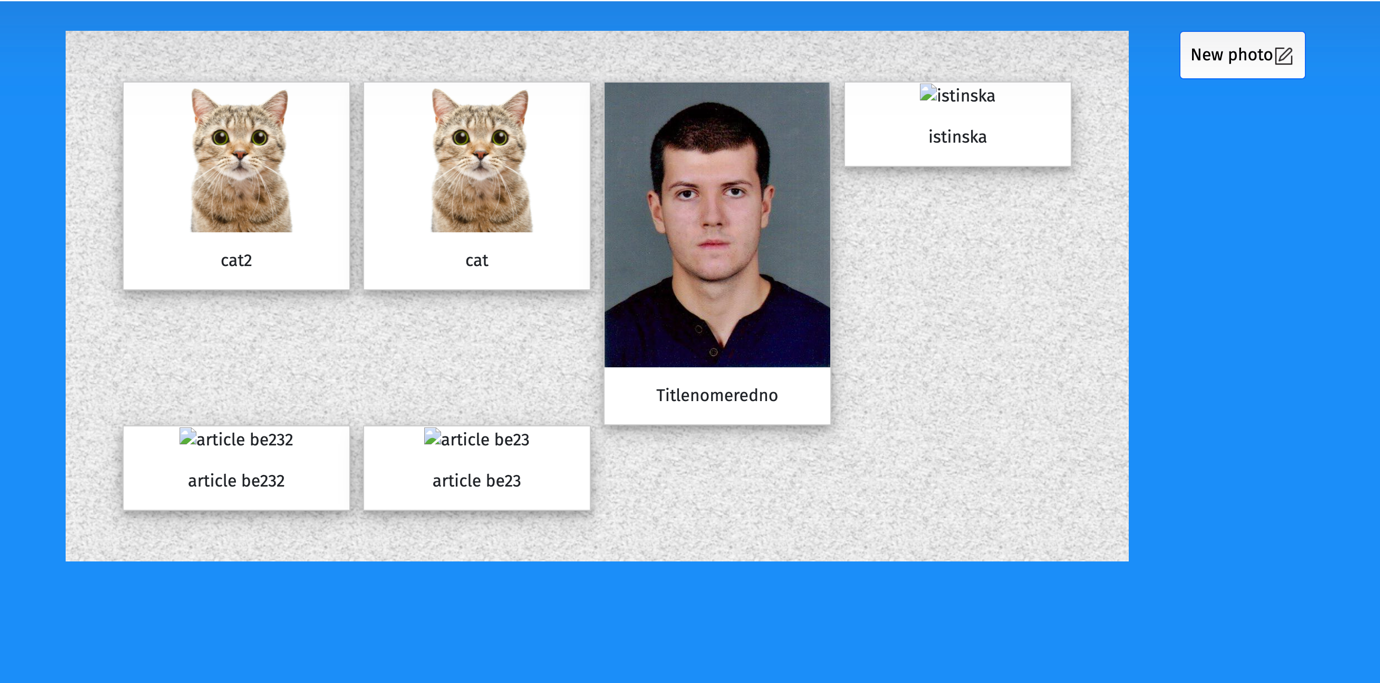 New photo
istinska
istinska
cat2
cat
Titlenomeredno
article be232
article be23
article be232
article be23